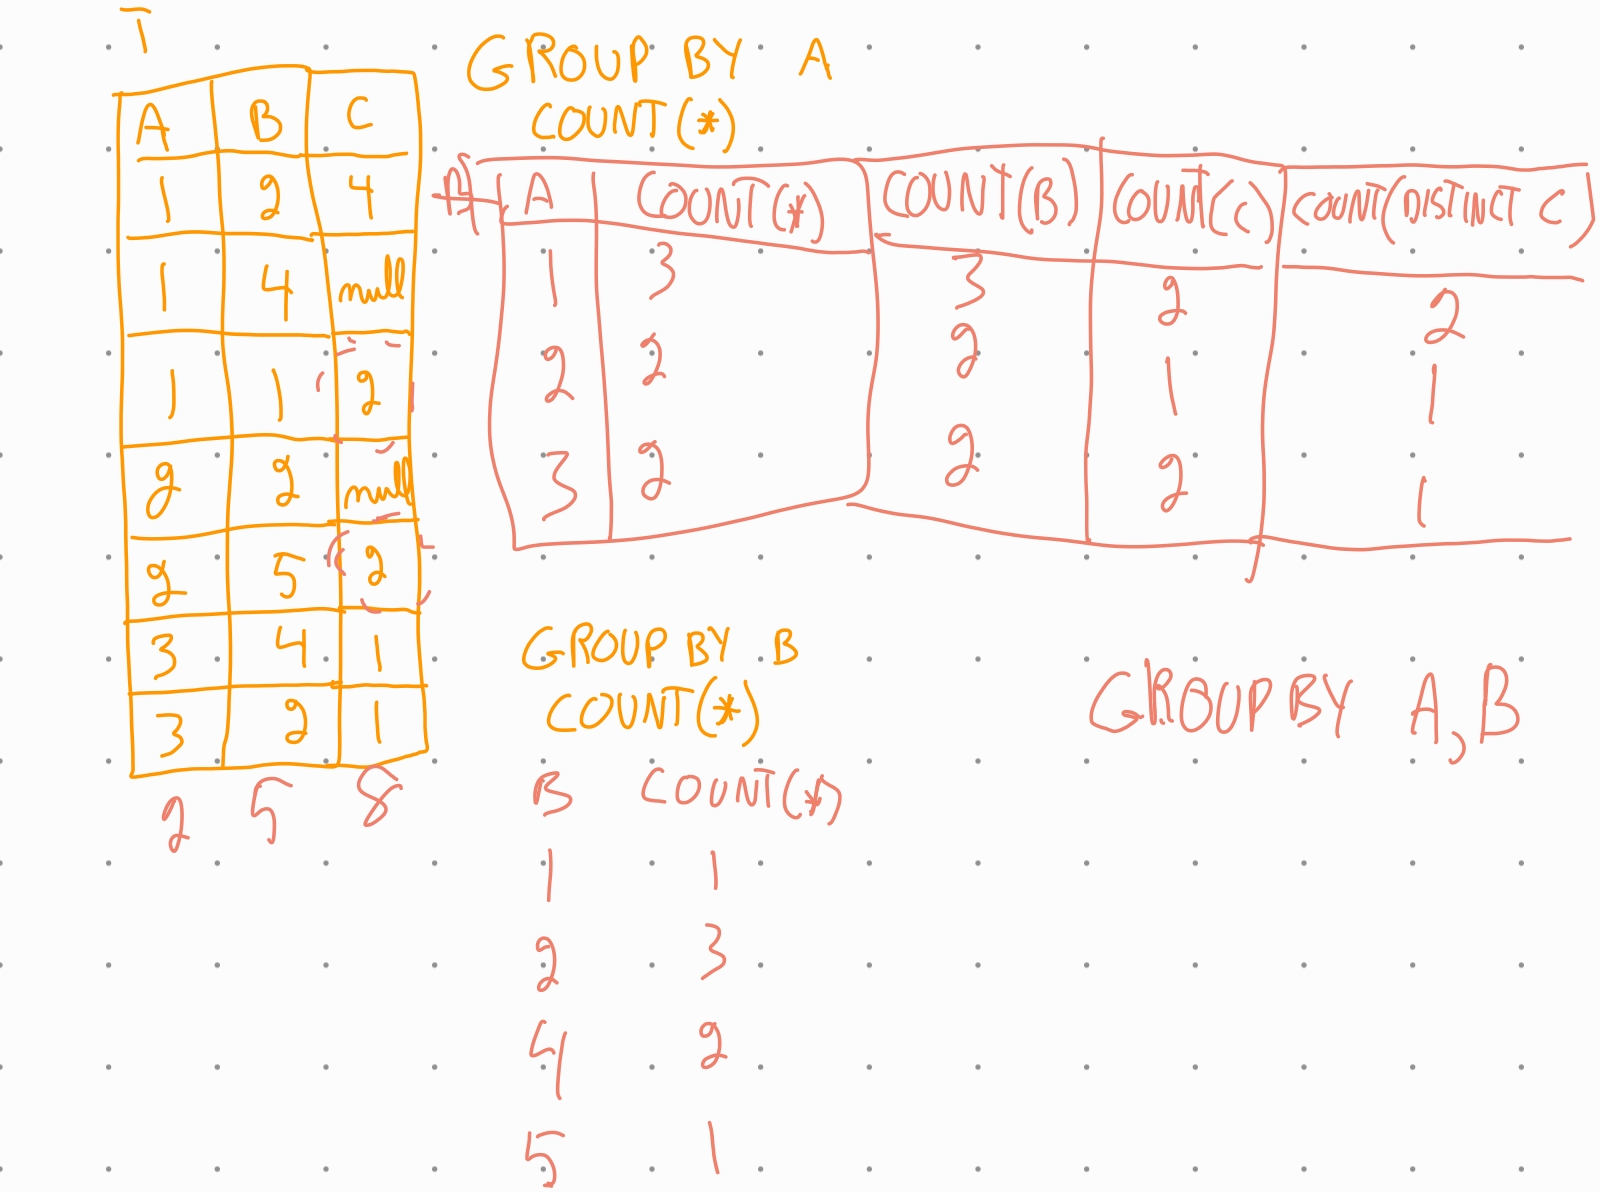 T
A B C
1 2 4
1 4 null
1 1 2
2 2 null
2 5 2
3 4 1
3 2 1
2 5 8
GROUP BY A
COUNT(*)
A COUNT(*) COUNT(B) COUNT(C) COUNT(DISTINCT C)
1 3 3 2 2
2 2 2 1 1
3 2 2 2 1
GROUP BY B
COUNT(*)
B COUNT(*)
1 1
2 3
4 2
5 1
GROUP BY A,B